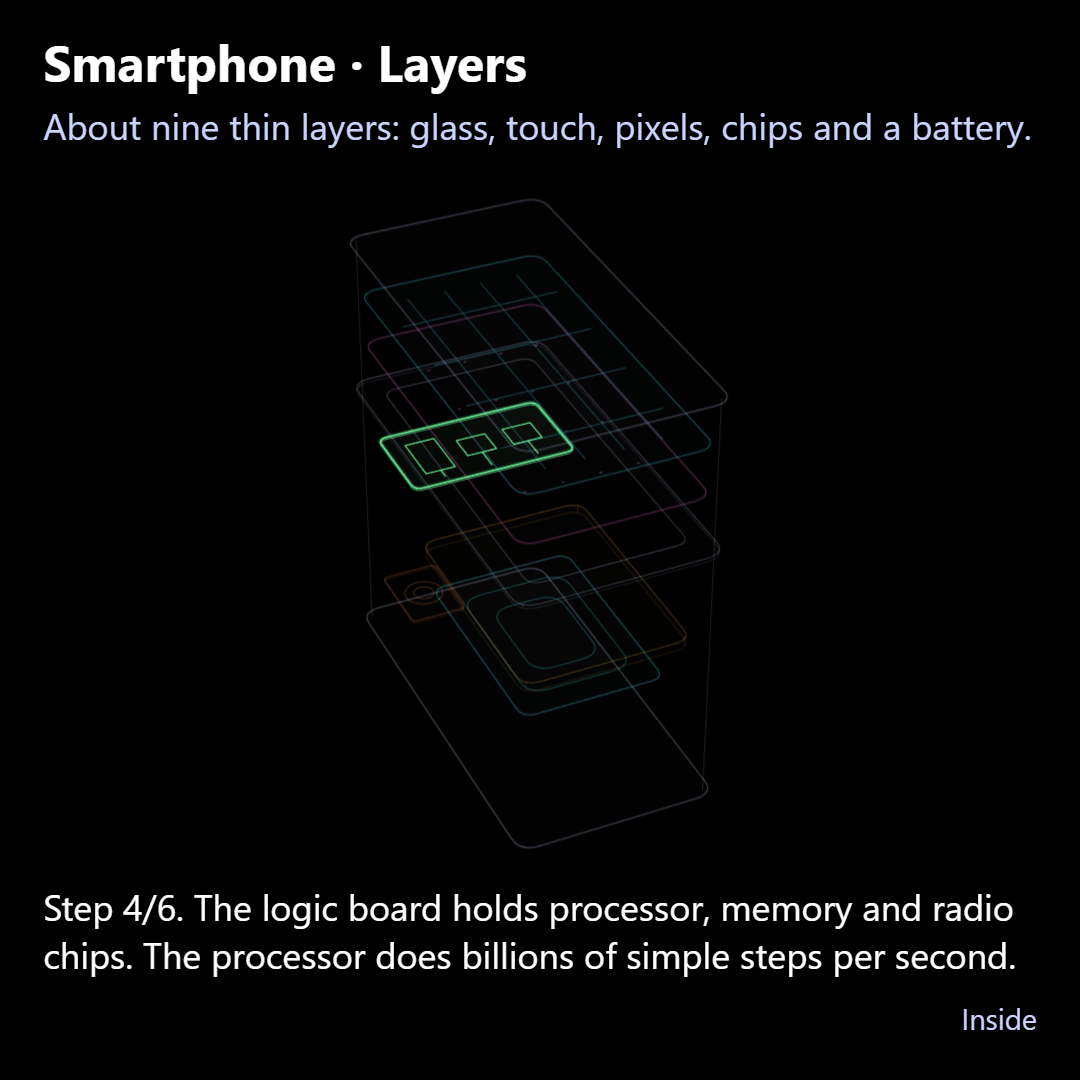 Smartphone · Layers
About nine thin layers: glass, touch, pixels, chips and a battery.
Step 4/6. The logic board holds processor, memory and radio
chips. The processor does billions of simple steps per second.
Inside